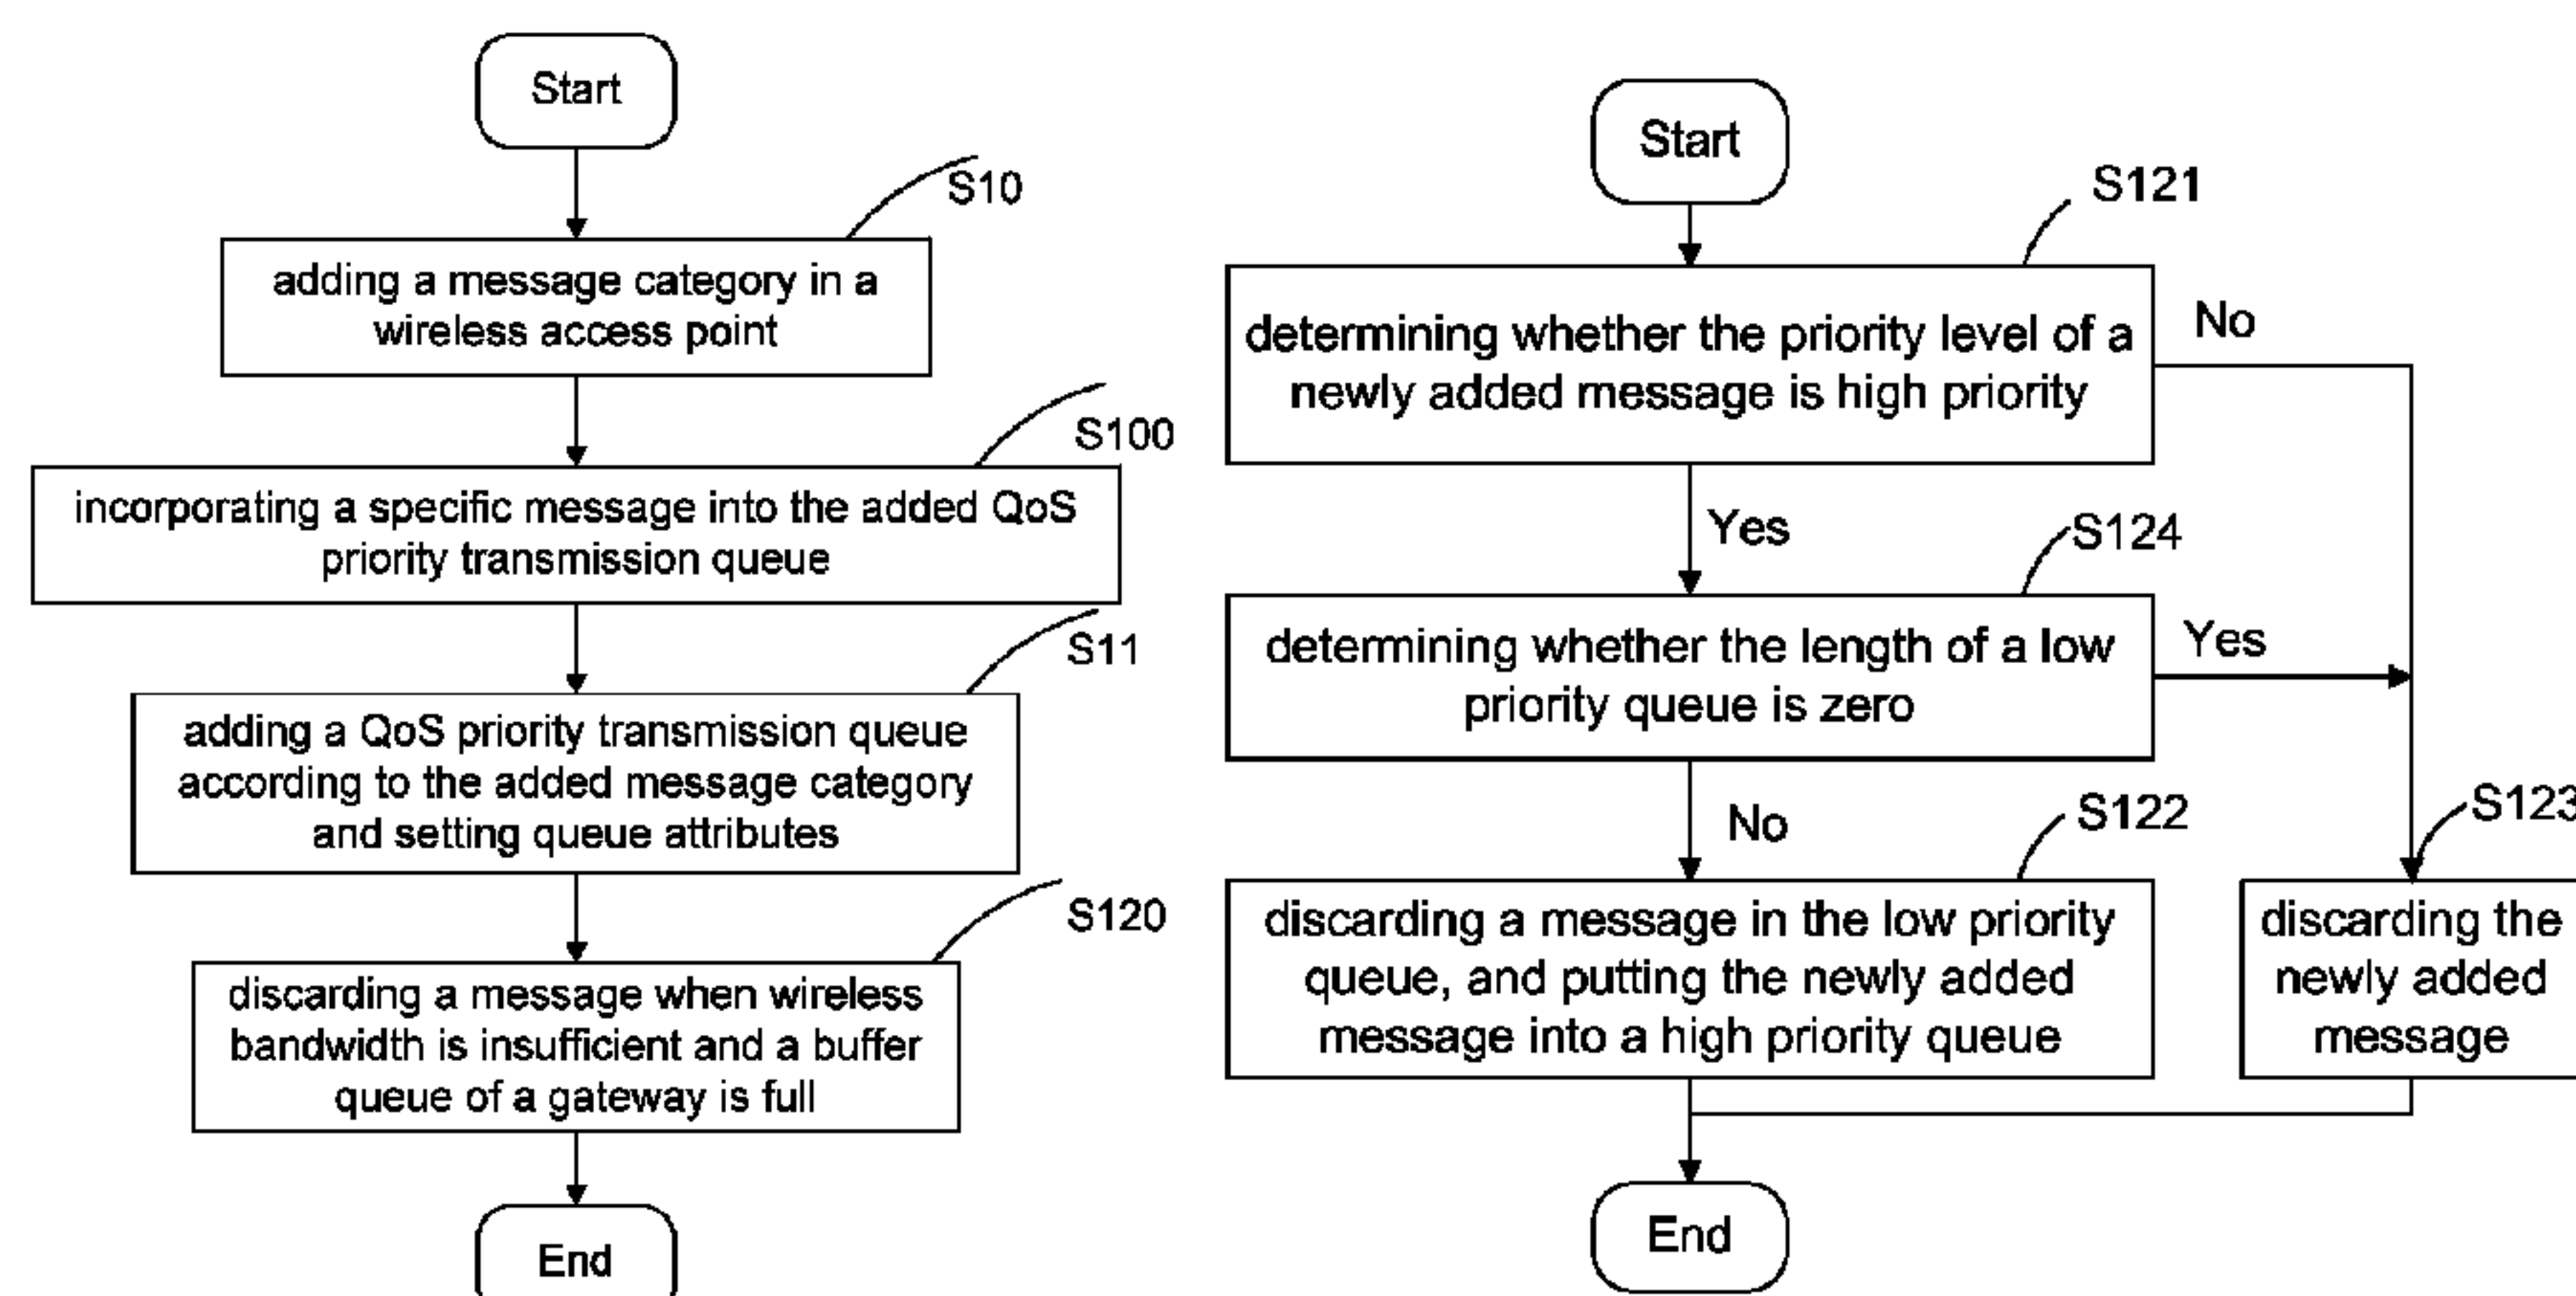 Start
S10
adding a message category in a
wireless access point
S100
incorporating a specific message into the added QoS
priority transmission queue
S11
adding a QoS priority transmission queue
according to the added message category
and setting queue attributes
S120
discarding a message when wireless
bandwidth is insufficient and a buffer
queue of a gateway is full
End
Start
S121
determining whether the priority level of a
newly added message is high priority
No
Yes
S124
determining whether the length of a low
priority queue is zero
Yes
No
S122
discarding a message in the low priority
queue, and putting the newly added
message into a high priority queue
S123
discarding the
newly added
message
End